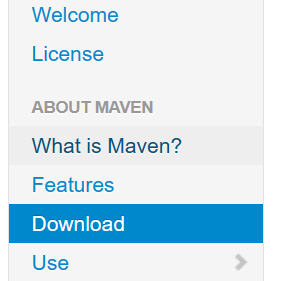 Welcome
License
ABOUT MAVEN
What is Maven?
Features
Download
Use